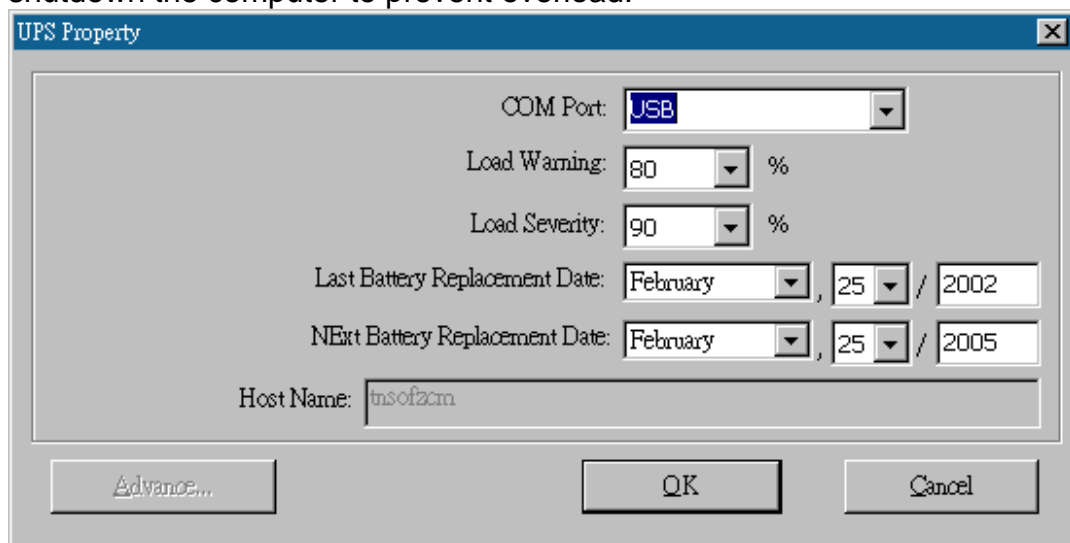 shutdown the computer to prevent overhead.
UPS Property
COM Port: USB
Load Warning: 80 %
Load Severity: 90 %
Last Battery Replacement Date: February , 25 / 2002
NExt Battery Replacement Date: February , 25 / 2005
Host Name: tnsofzcm
Advance... OK Cancel